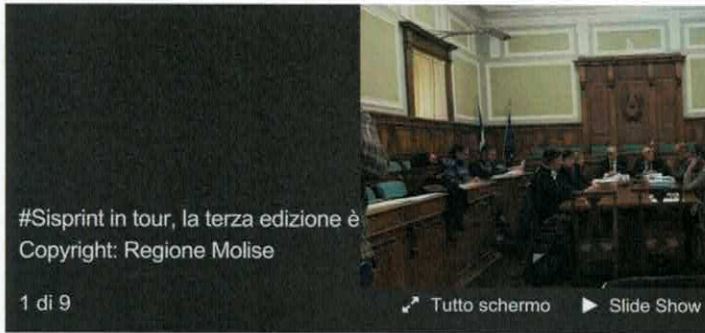 #Sisprint in tour, la terza edizione è
Copyright: Regione Molise
1 di 9
Tutto schermo
Slide Show